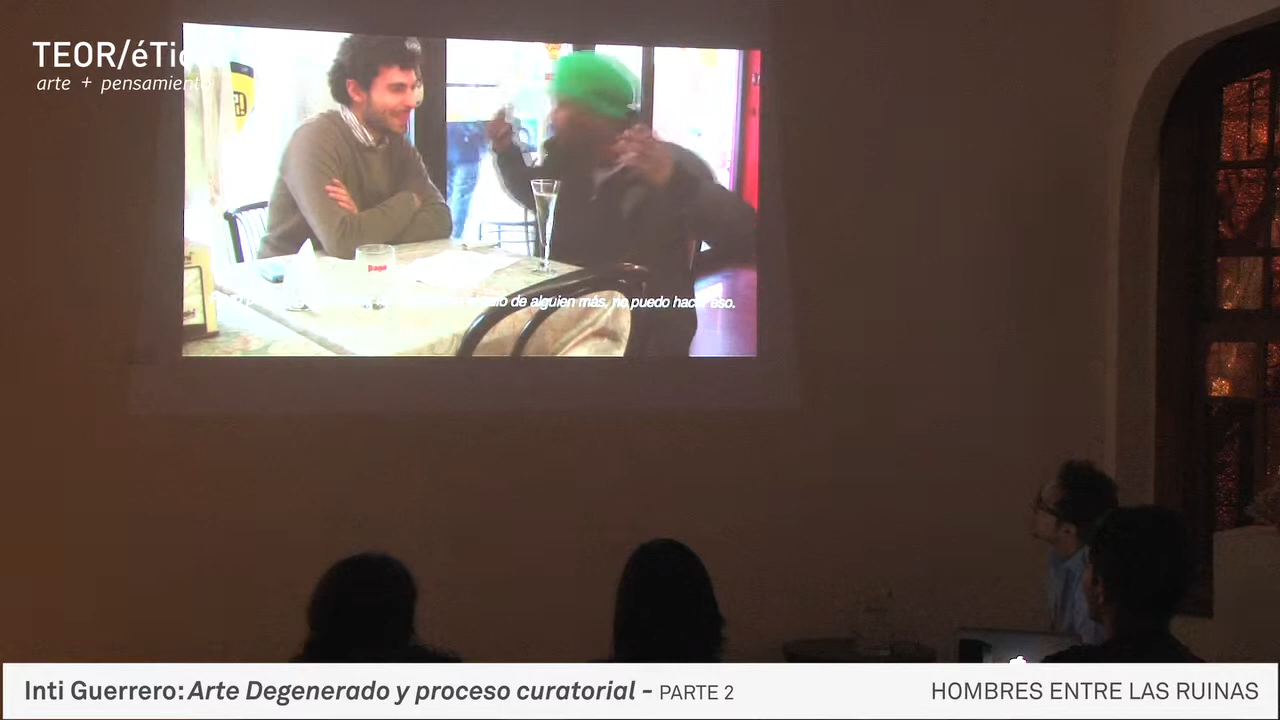 TEOR/éTic
arte + pensamiento
de alguien más, no puedo hacer eso.
Inti Guerrero: Arte Degenerado y proceso curatorial - PARTE 2
HOMBRES ENTRE LAS RUINAS